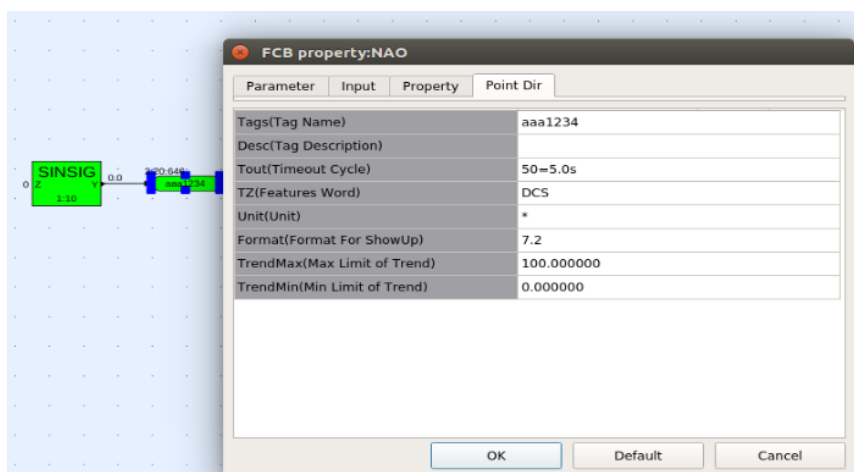 FCB property:NAO
Parameter Input Property Point Dir
Tags(Tag Name) aaa1234
Desc(Tag Description)
Tout(Timeout Cycle) 50=5.0s
TZ(Features Word) DCS
Unit(Unit) *
Format(Format For ShowUp) 7.2
TrendMax(Max Limit of Trend) 100.000000
TrendMin(Min Limit of Trend) 0.000000
OK Default Cancel
SINSIG
0 Z Y 0.0
1:10
aaa1234